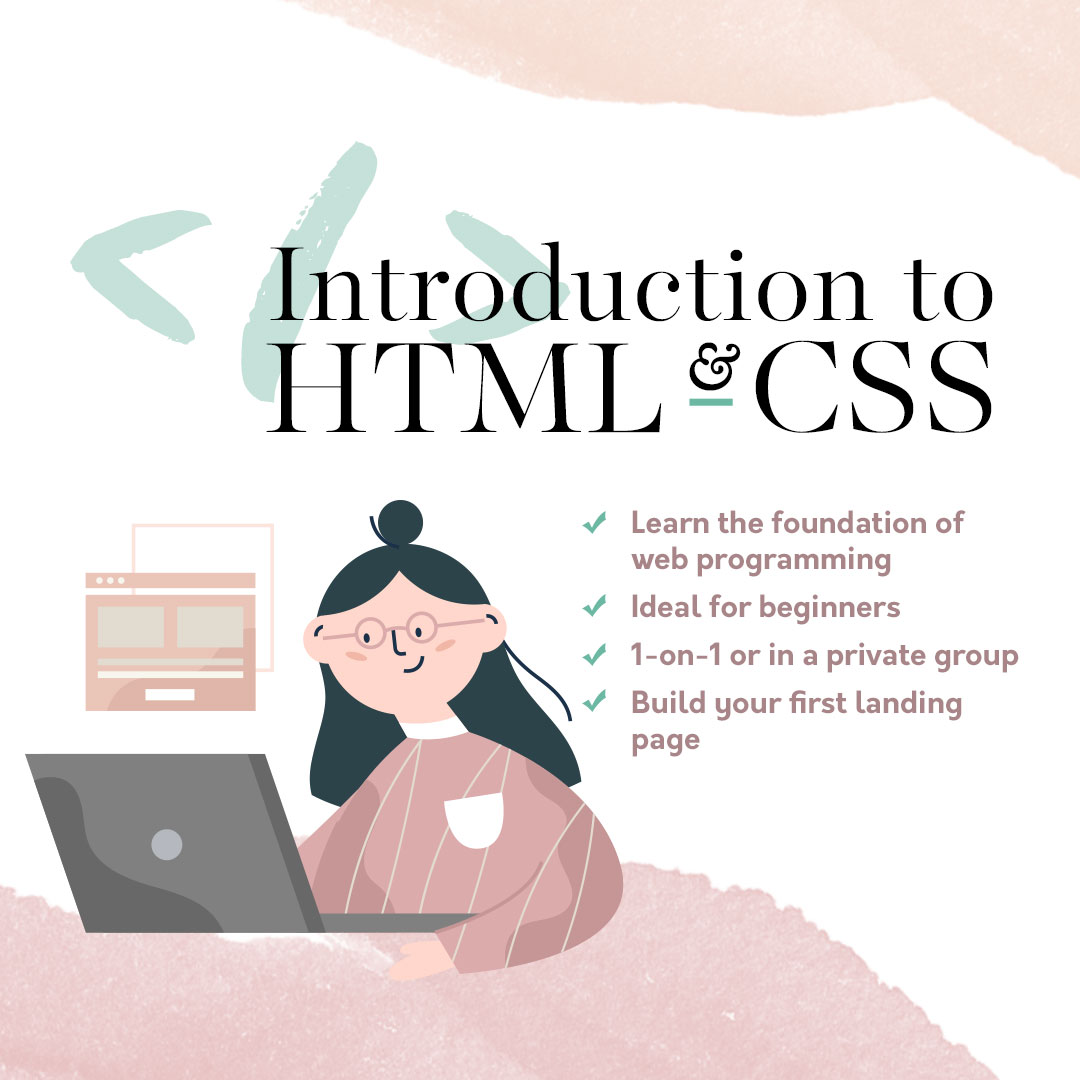 </>
Introduction to
HTML & CSS
Learn the foundation of
web programming
Ideal for beginners
1-on-1 or in a private group
Build your first landing
page